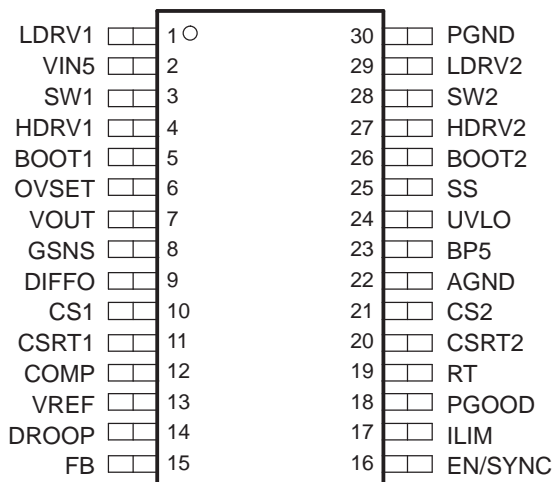 LDRV1 1 30 PGND
VIN5 2 29 LDRV2
SW1 3 28 SW2
HDRV1 4 27 HDRV2
BOOT1 5 26 BOOT2
OVSET 6 25 SS
VOUT 7 24 UVLO
GSNS 8 23 BP5
DIFFO 9 22 AGND
CS1 10 21 CS2
CSRT1 11 20 CSRT2
COMP 12 19 RT
VREF 13 18 PGOOD
DROOP 14 17 ILIM
FB 15 16 EN/SYNC